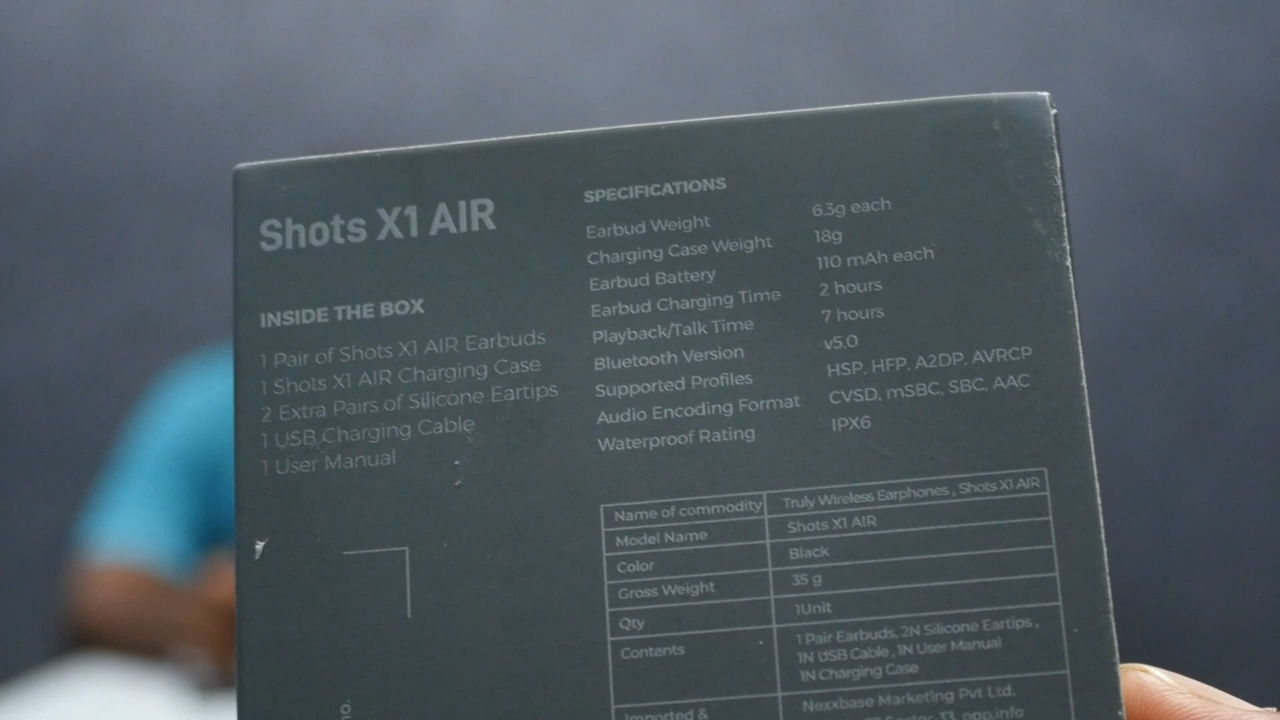 Shots X1 AIR
INSIDE THE BOX
1 Pair of Shots X1 AIR Earbuds
1 Shots X1 AIR Charging Case
2 Extra Pairs of Silicone Eartips
1 USB Charging Cable
1 User Manual
SPECIFICATIONS
Earbud Weight 6.3g each
Charging Case Weight 18g
Earbud Battery 110 mAh each
Earbud Charging Time 2 hours
Playback/Talk Time 7 hours
Bluetooth Version v5.0
Supported Profiles HSP, HFP, A2DP, AVRCP
Audio Encoding Format CVSD, mSBC, SBC, AAC
Waterproof Rating IPX6
Name of commodity Truly Wireless Earphones , Shots X1 AIR
Model Name Shots X1 AIR
Color Black
Gross Weight 35 g
Qty 1Unit
Contents 1 Pair Earbuds, 2N Silicone Eartips ,
1N USB Cable , 1N User Manual
1N Charging Case
Imported & Nexxbase Marketing Pvt Ltd.